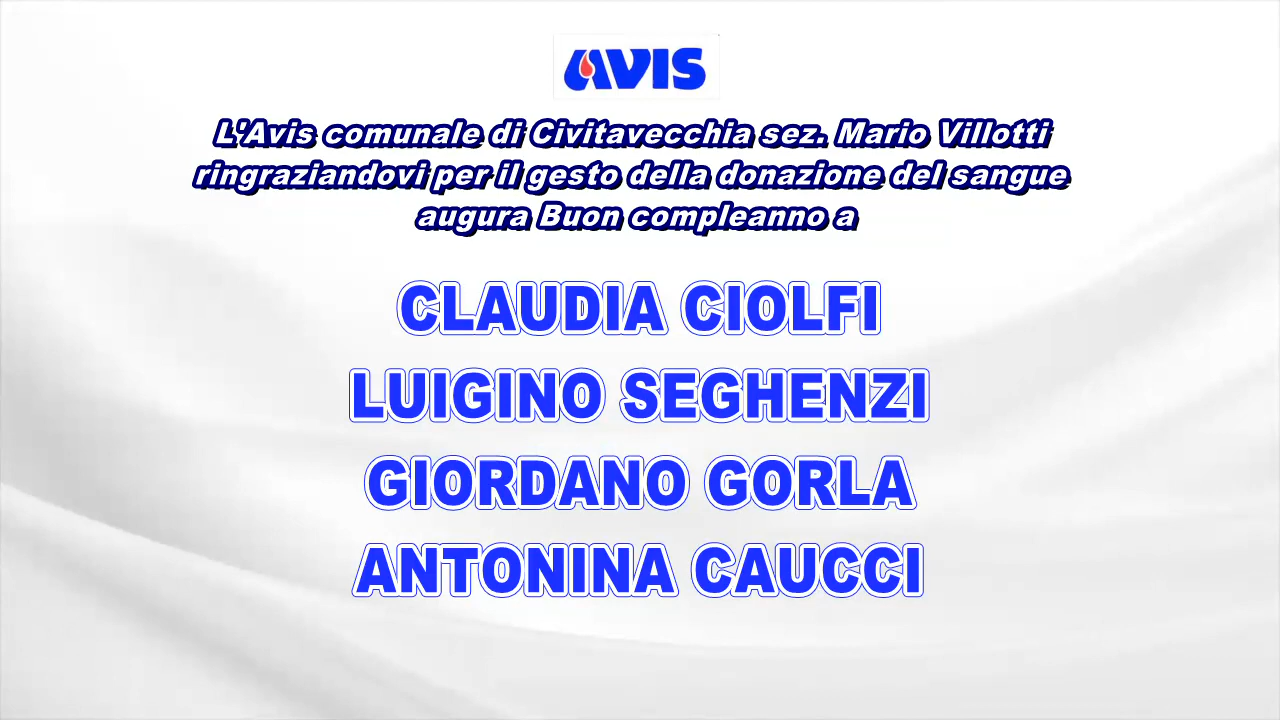 AVIS
L'Avis comunale di Civitavecchia sez. Mario Villotti
ringraziandovi per il gesto della donazione del sangue
augura Buon compleanno a
CLAUDIA CIOLFI
LUIGINO SEGHENZI
GIORDANO GORLA
ANTONINA CAUCCI